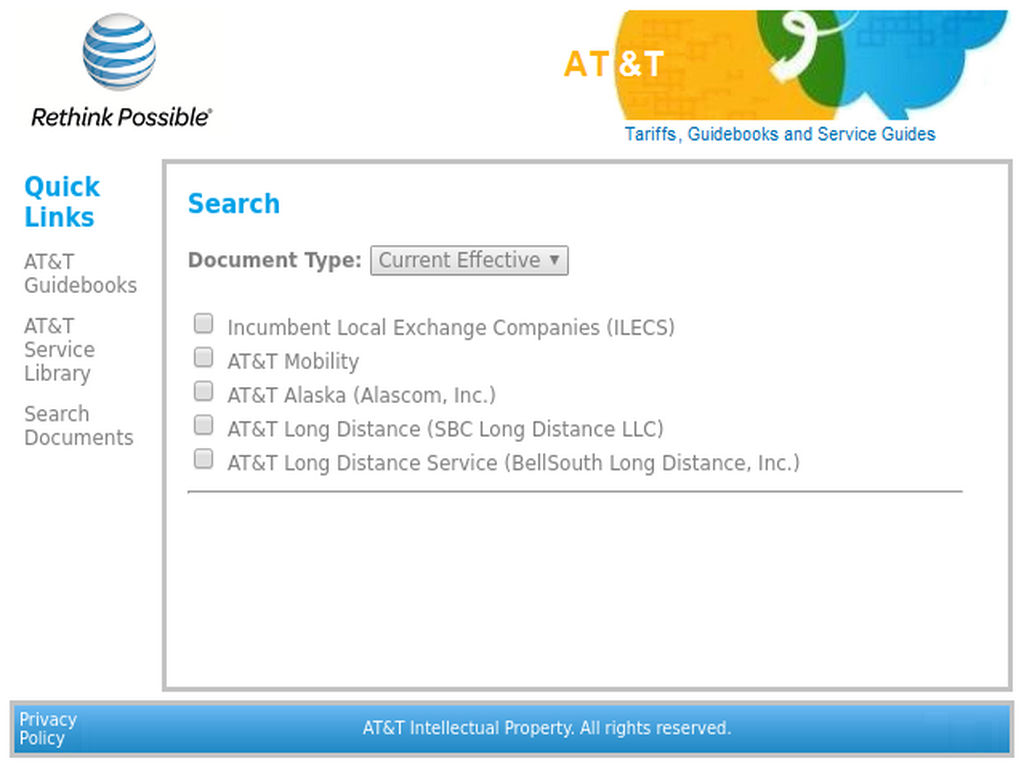 Rethink Possible®
AT&T
Tariffs, Guidebooks and Service Guides
Quick
Links
AT&T
Guidebooks
AT&T
Service
Library
Search
Documents
Search
Document Type: Current Effective ▼
Incumbent Local Exchange Companies (ILECS)
AT&T Mobility
AT&T Alaska (Alascom, Inc.)
AT&T Long Distance (SBC Long Distance LLC)
AT&T Long Distance Service (BellSouth Long Distance, Inc.)
Privacy
Policy
AT&T Intellectual Property. All rights reserved.